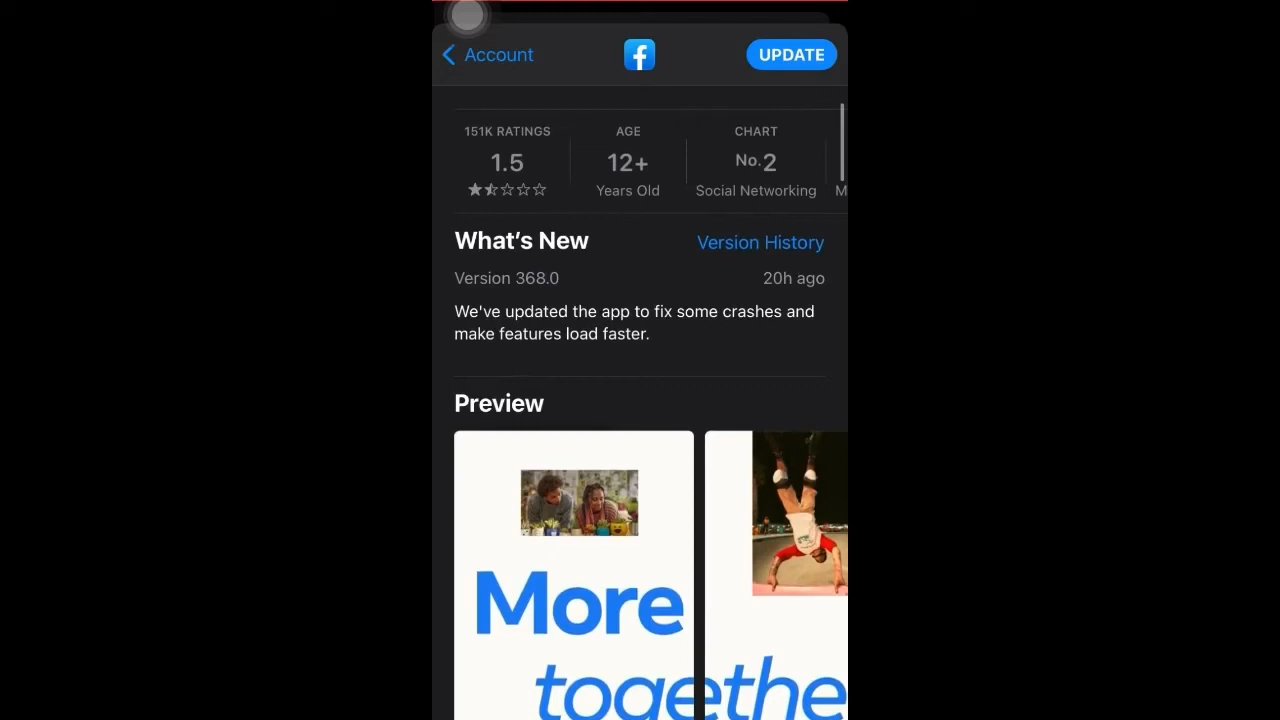 Account
UPDATE
151K RATINGS
AGE
CHART
1.5
12+
No.2
Years Old
Social Networking
M
What's New
Version History
Version 368.0
20h ago
We've updated the app to fix some crashes and
make features load faster.
Preview
More
togethe